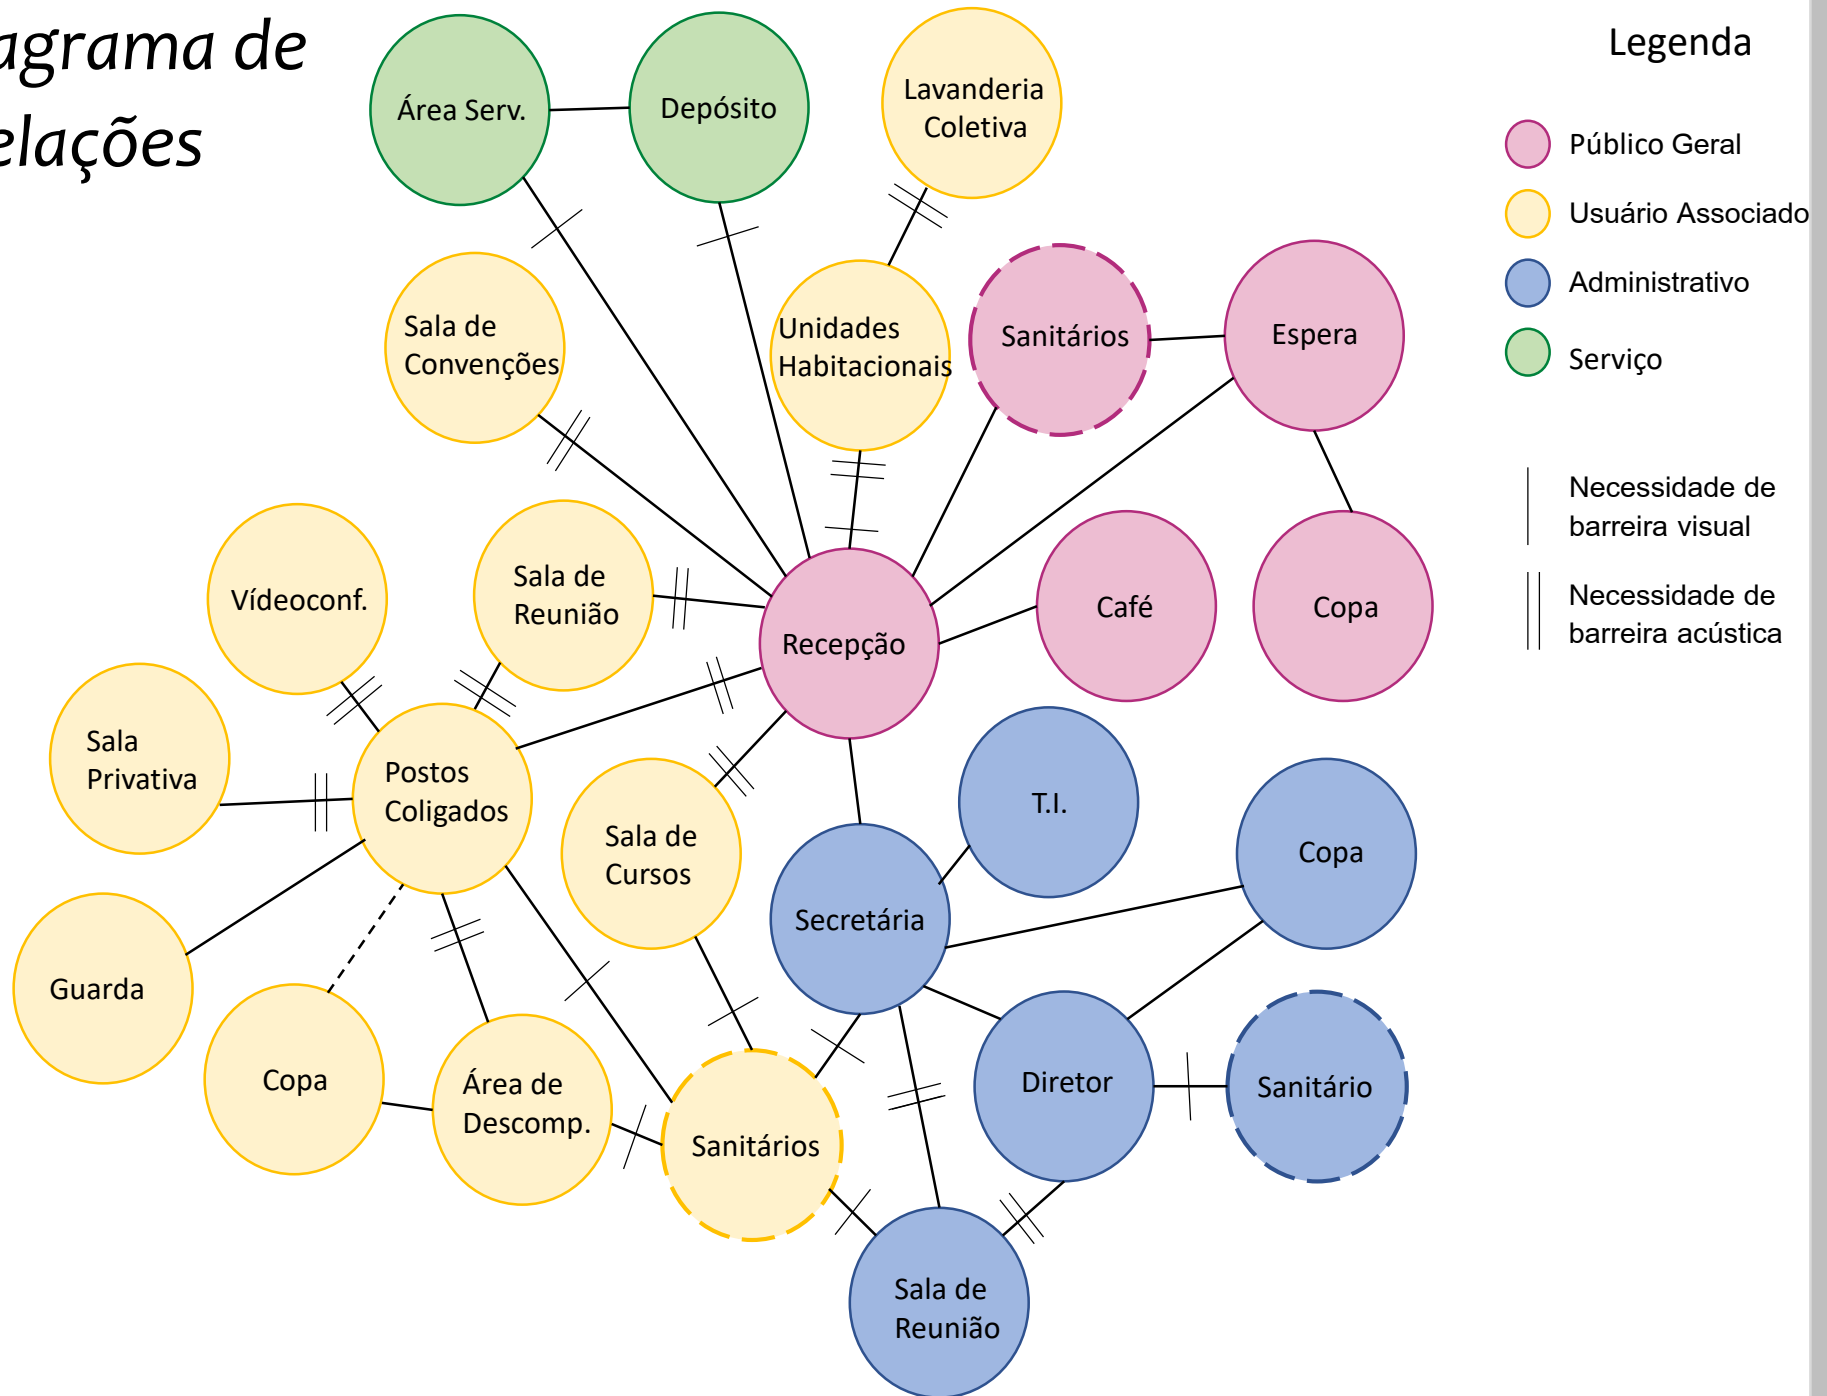 agrama de
elações
Legenda
Área Serv.
Depósito
Lavanderia
Coletiva
Público Geral
Usuário Associado
Administrativo
Serviço
Sala de
Convenções
Unidades
Habitacionais
Sanitários
Espera
Necessidade de
barreira visual
Necessidade de
barreira acústica
Vídeoconf.
Sala de
Reunião
Recepção
Café
Copa
Sala
Privativa
Postos
Coligados
Sala de
Cursos
T.I.
Copa
Secretária
Guarda
Copa
Área de
Descomp.
Sanitários
Diretor
Sanitário
Sala de
Reunião